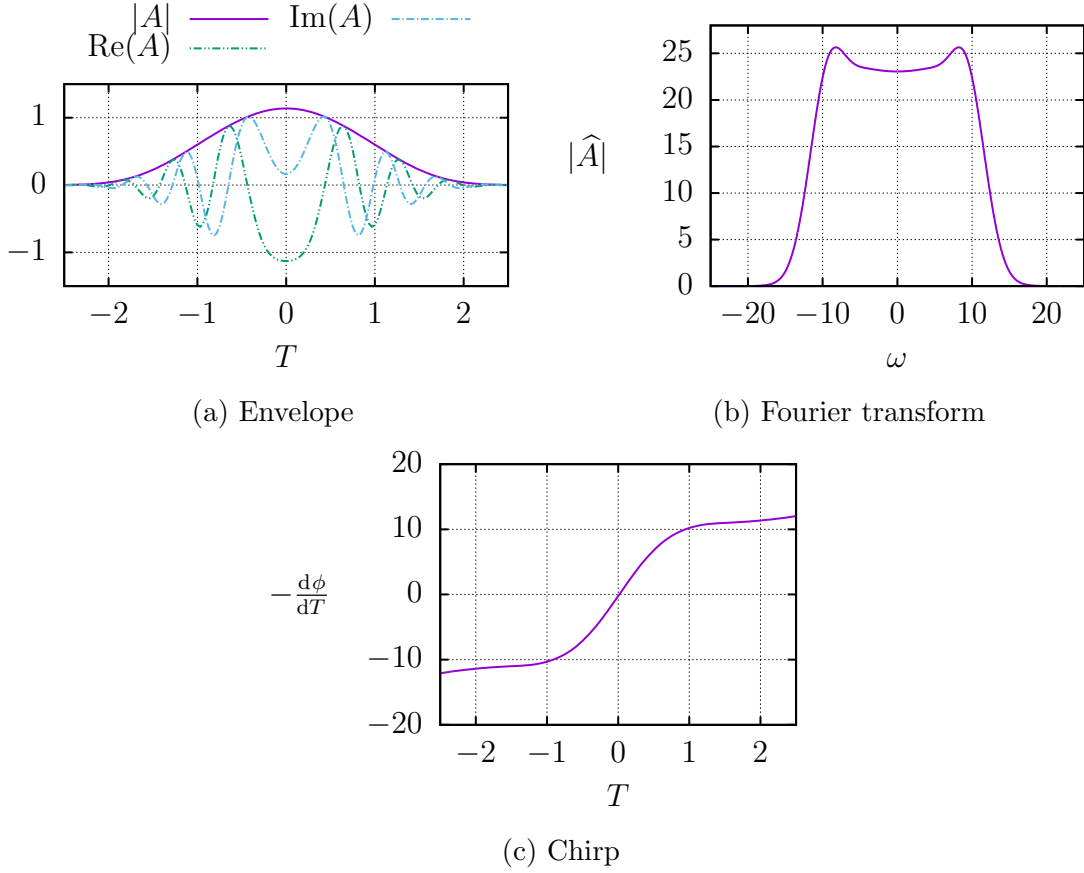 |A| Im(A)
Re(A)
1
0
−1
−2 −1 0 1 2
T
(a) Envelope
|Â|
25
20
15
10
5
0
−20 −10 0 10 20
ω
(b) Fourier transform
−dϕ/dT
20
10
0
−10
−20
−2 −1 0 1 2
T
(c) Chirp